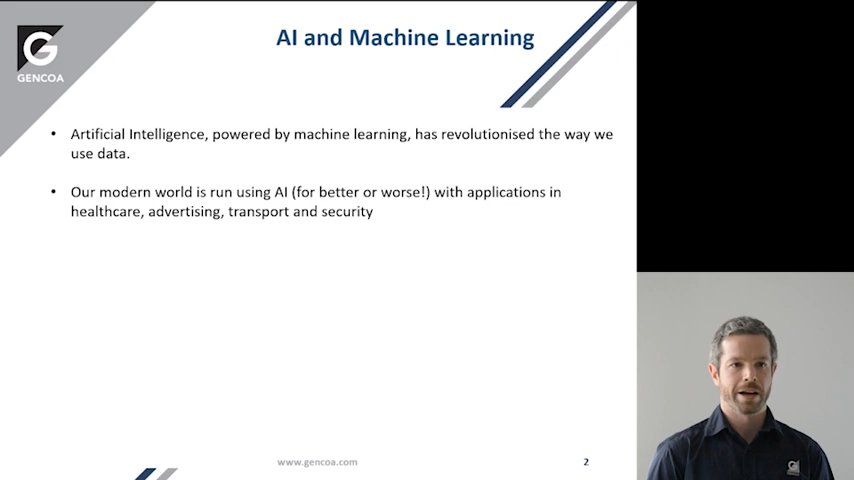 AI and Machine Learning
G
GENCOA
• Artificial Intelligence, powered by machine learning, has revolutionised the way we
use data.
• Our modern world is run using AI (for better or worse!) with applications in
healthcare, advertising, transport and security
www.gencoa.com
2
G